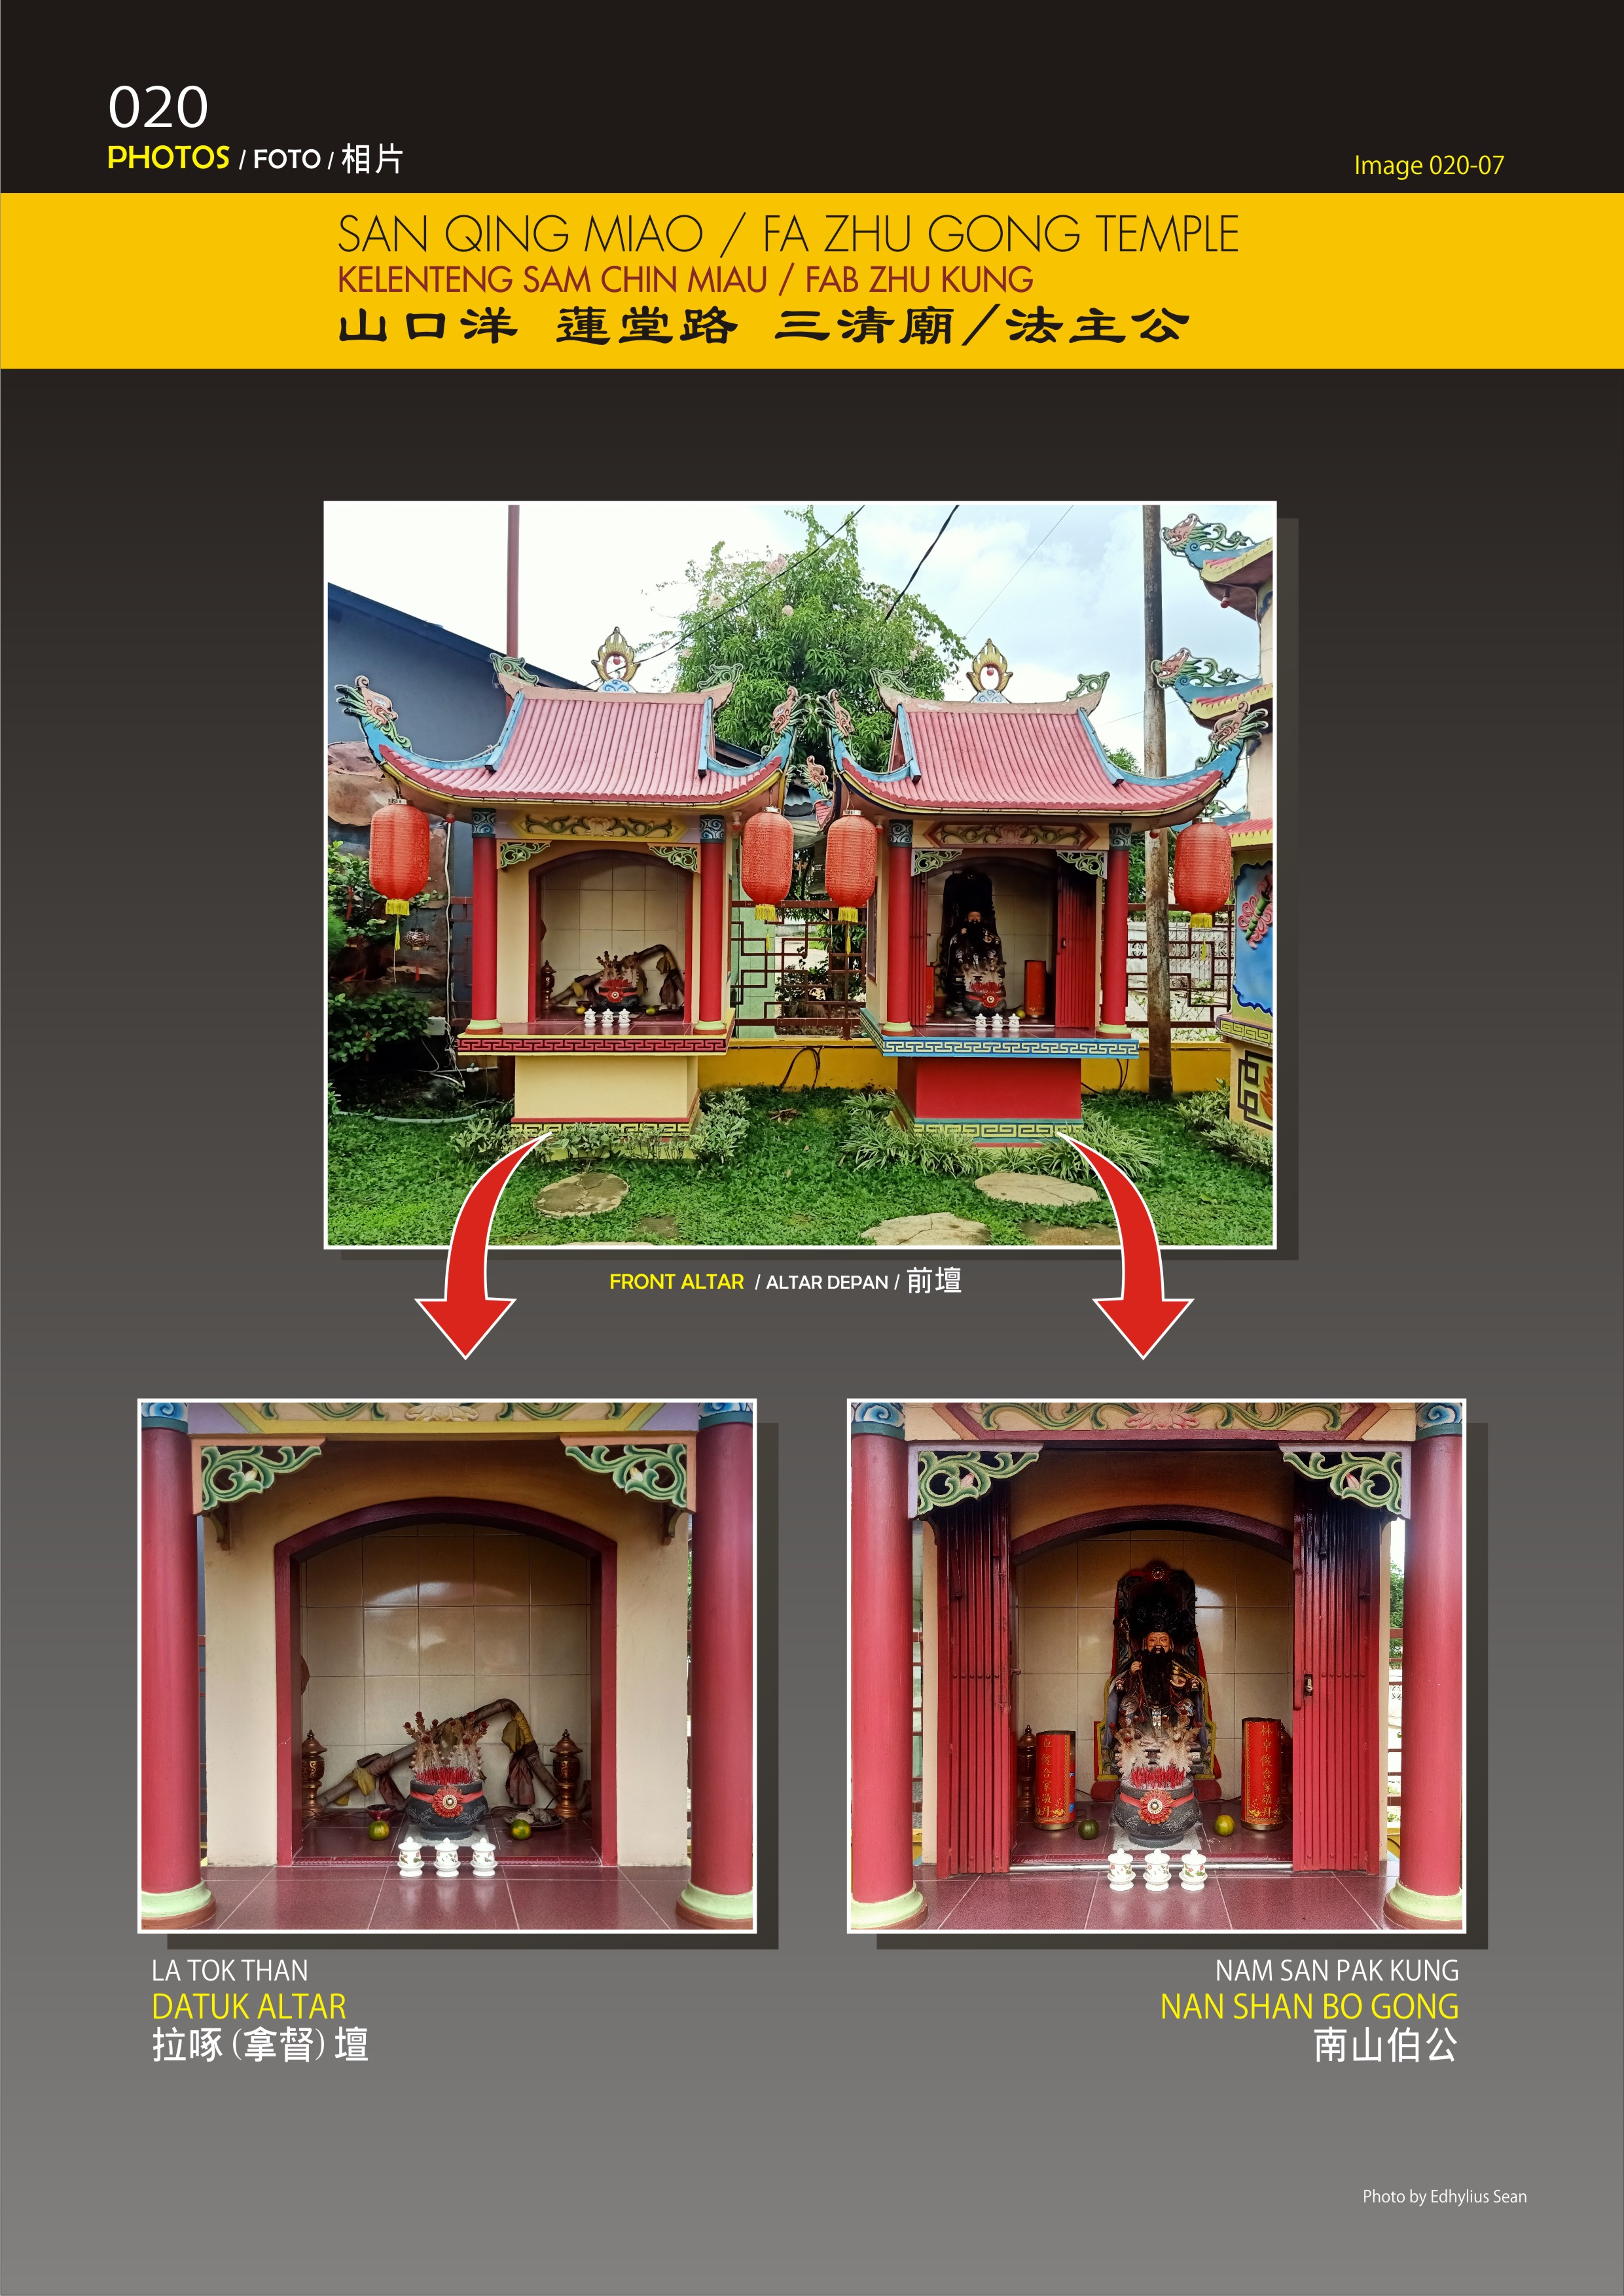 020
PHOTOS / FOTO / 相片
Image 020-07
SAN QING MIAO / FA ZHU GONG TEMPLE
KELENTENG SAM CHIN MIAU / FAB ZHU KUNG
山口洋 蓮堂路 三清廟/法主公
FRONT ALTAR / ALTAR DEPAN / 前壇
LA TOK THAN
DATUK ALTAR
拉啄(拿督)壇
NAM SAN PAK KUNG
NAN SHAN BO GONG
南山伯公
Photo by Edhylius Sean